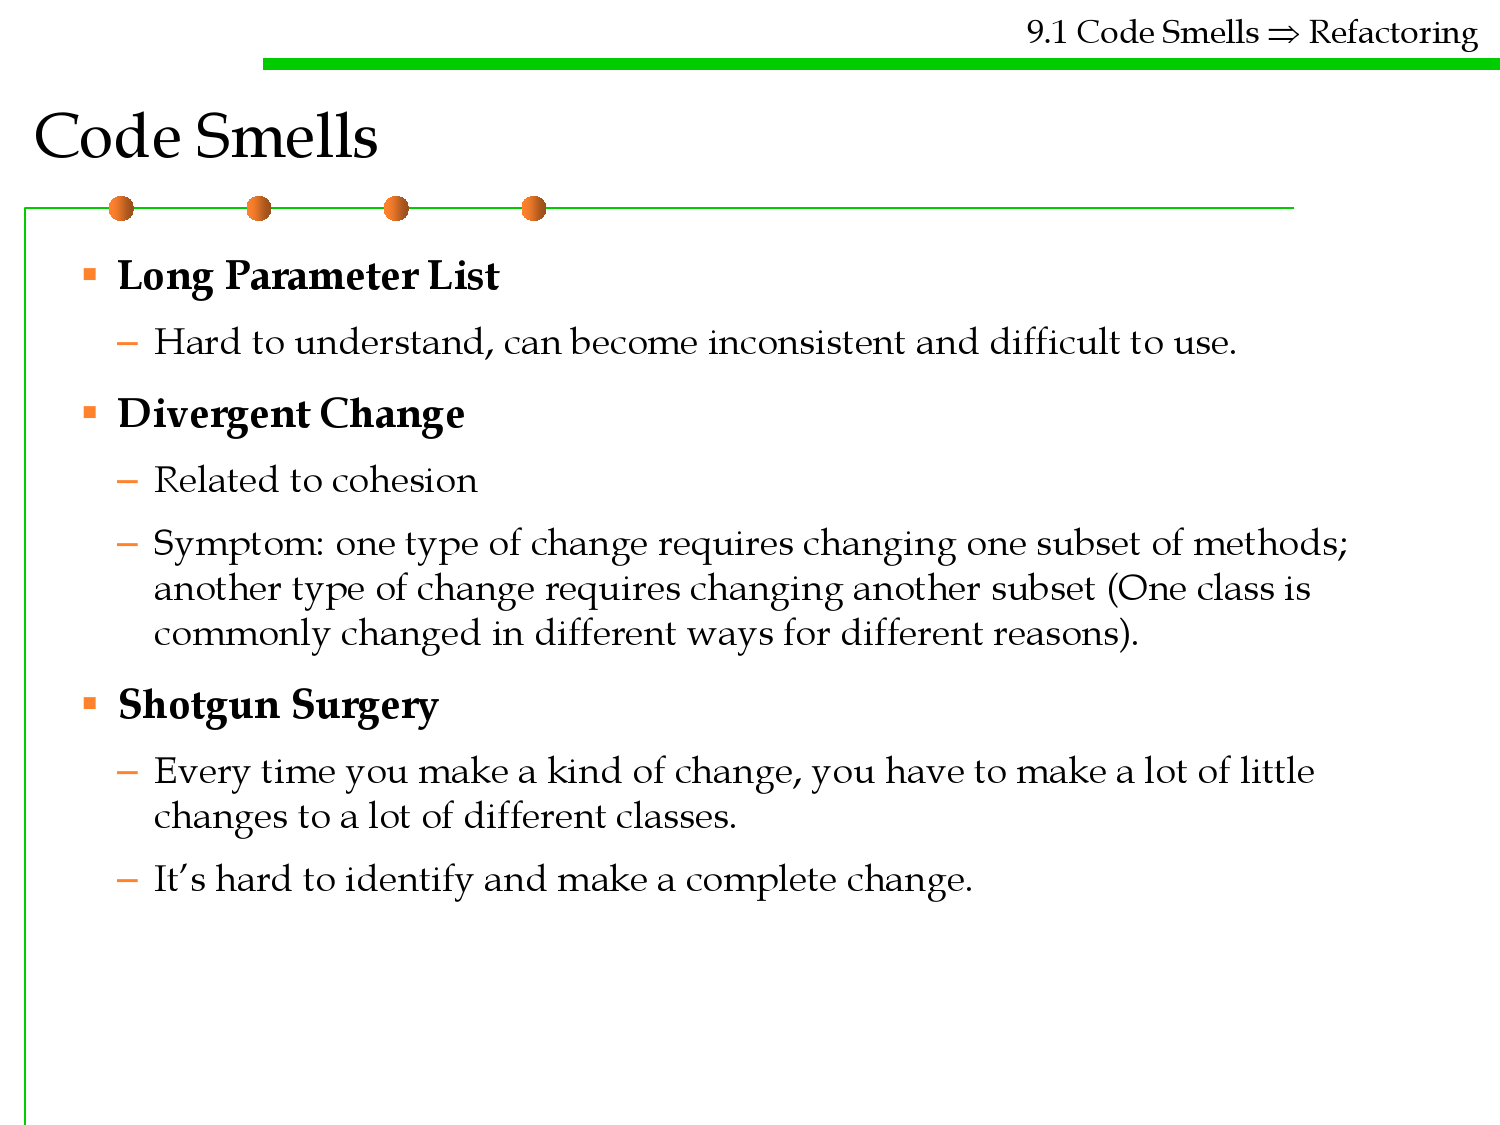 9.1 Code Smells ⇒ Refactoring
Code Smells
▪ Long Parameter List
– Hard to understand, can become inconsistent and difficult to use.
▪ Divergent Change
– Related to cohesion
– Symptom: one type of change requires changing one subset of methods;
another type of change requires changing another subset (One class is
commonly changed in different ways for different reasons).
▪ Shotgun Surgery
– Every time you make a kind of change, you have to make a lot of little
changes to a lot of different classes.
– It’s hard to identify and make a complete change.